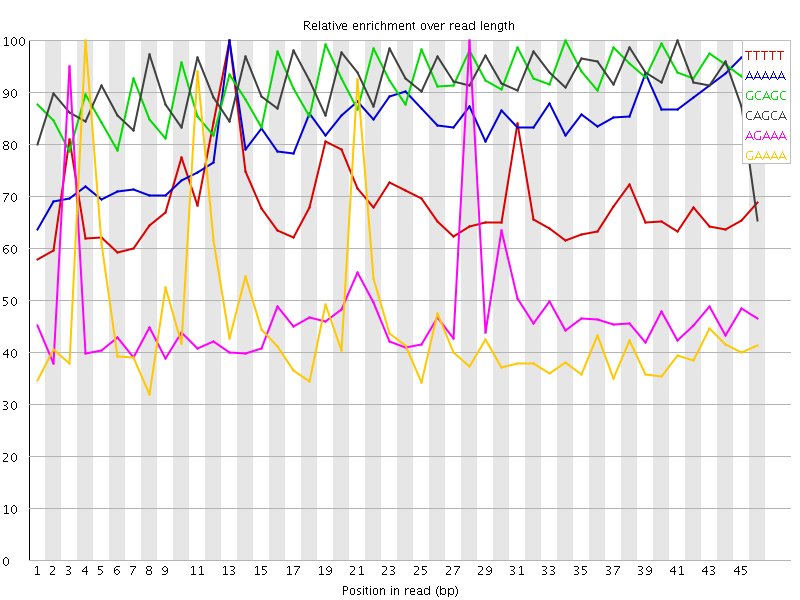 Relative enrichment over read length
100
90
80
70
60
50
40
30
20
10
0
TTTTT
AAAAA
GCAGC
CAGCA
AGAAA
GAAAA
1 2 3 4 5 6 7 8 9 11 13 15 17 19 21 23 25 27 29 31 33 35 37 39 41 43 45
Position in read (bp)